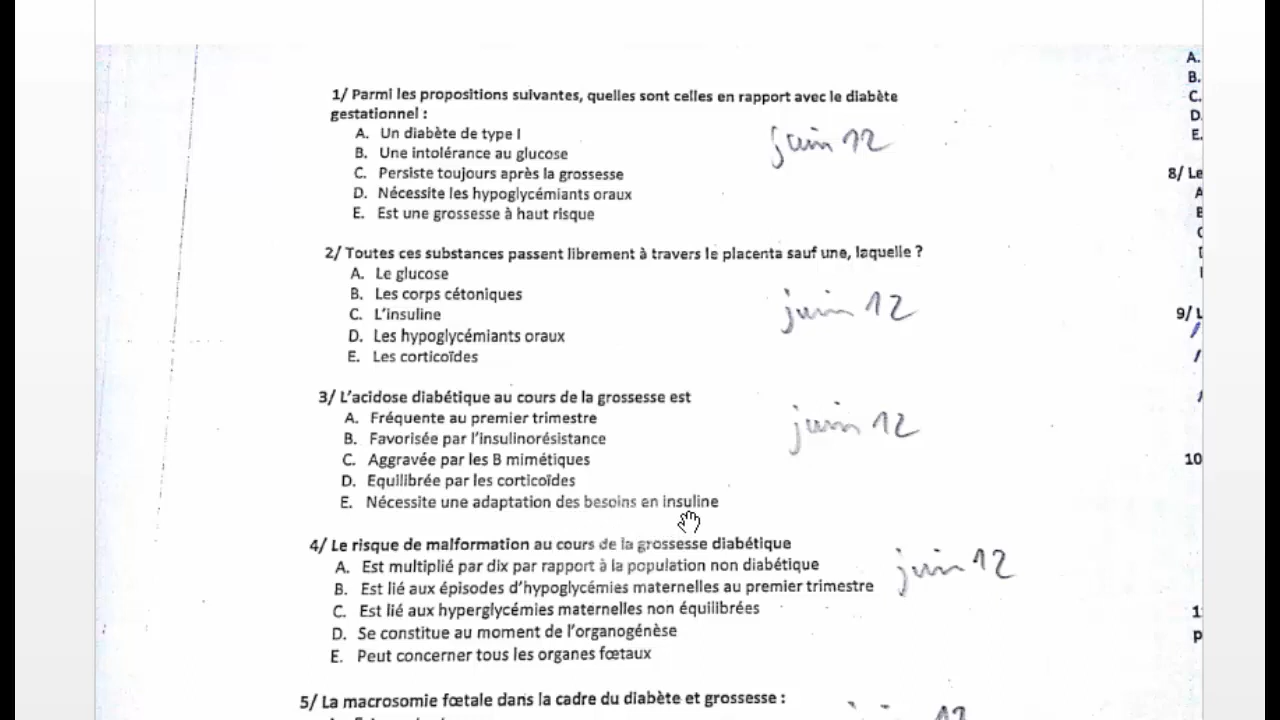 1/ Parmi les propositions suivantes, quelles sont celles en rapport avec le diabète
gestationnel :
A. Un diabète de type I
B. Une intolérance au glucose
C. Persiste toujours après la grossesse
D. Nécessite les hypoglycémiants oraux
E. Est une grossesse à haut risque
juin 12
2/ Toutes ces substances passent librement à travers le placenta sauf une, laquelle ?
A. Le glucose
B. Les corps cétoniques
C. L'insuline
D. Les hypoglycémiants oraux
E. Les corticoïdes
juin 12
3/ L'acidose diabétique au cours de la grossesse est
A. Fréquente au premier trimestre
B. Favorisée par l'insulinorésistance
C. Aggravée par les B mimétiques
D. Equilibrée par les corticoïdes
E. Nécessite une adaptation des besoins en insuline
juin 12
4/ Le risque de malformation au cours de la grossesse diabétique
A. Est multiplié par dix par rapport à la population non diabétique
B. Est lié aux épisodes d'hypoglycémies maternelles au premier trimestre
C. Est lié aux hyperglycémies maternelles non équilibrées
D. Se constitue au moment de l'organogénèse
E. Peut concerner tous les organes fœtaux
juin 12
5/ La macrosomie fœtale dans la cadre du diabète et grossesse :
12
A.
B.
C.
D.
E.
8/ Le
A
B
9/ L
10